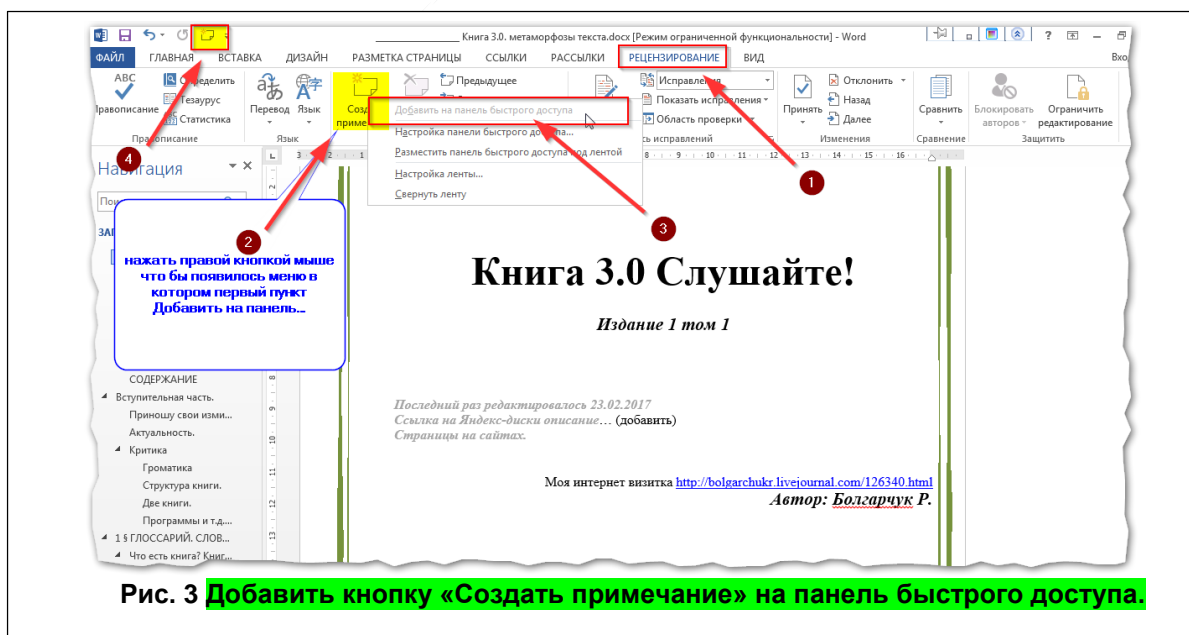 Книга 3.0. метаморфозы текста.docx [Режим ограниченной функциональности] - Word
ФАЙЛ ГЛАВНАЯ ВСТАВКА ДИЗАЙН РАЗМЕТКА СТРАНИЦЫ ССЫЛКИ РАССЫЛКИ РЕЦЕНЗИРОВАНИЕ ВИД
ABC Определить Предыдущее Исправления Отклонить
Тезаурус Показать исправления Назад
Правописание Статистика Перевод Язык Область проверки Принять Далее Сравнить Блокировать авторов Ограничить редактирование
Правописание Язык Изменения Сравнение Защитить
Добавить на панель быстрого доступа
Настройка панели быстрого доступа...
Разместить панель быстрого доступа под лентой
Настройка ленты...
Свернуть ленту
1
2
3
4
Навигация
нажать правой кнопкой мыше
что бы появилось меню в
котором первый пункт
Добавить на панель...
СОДЕРЖАНИЕ
Вступительная часть.
Приношу свои изми...
Актуальность.
Критика
Громатика
Структура книги.
Две книги.
Программы и т.д....
1 § ГЛОССАРИЙ. СЛОВ...
Что есть книга? Книг...
Книга 3.0 Слушайте!
Издание 1 том 1
Последний раз редактировалось 23.02.2017
Ссылка на Яндекс-диски описание… (добавить)
Страницы на сайтах.
Моя интернет визитка http://bolgarchukr.livejournal.com/126340.html
Автор: Болгарчук Р.
Рис. 3 Добавить кнопку «Создать примечание» на панель быстрого доступа.